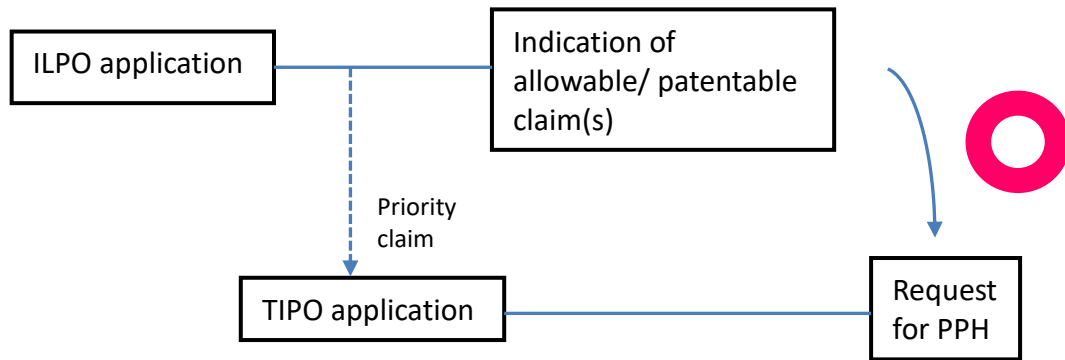 ILPO application
Indication of
allowable/ patentable
claim(s)
Priority
claim
TIPO application
Request
for PPH